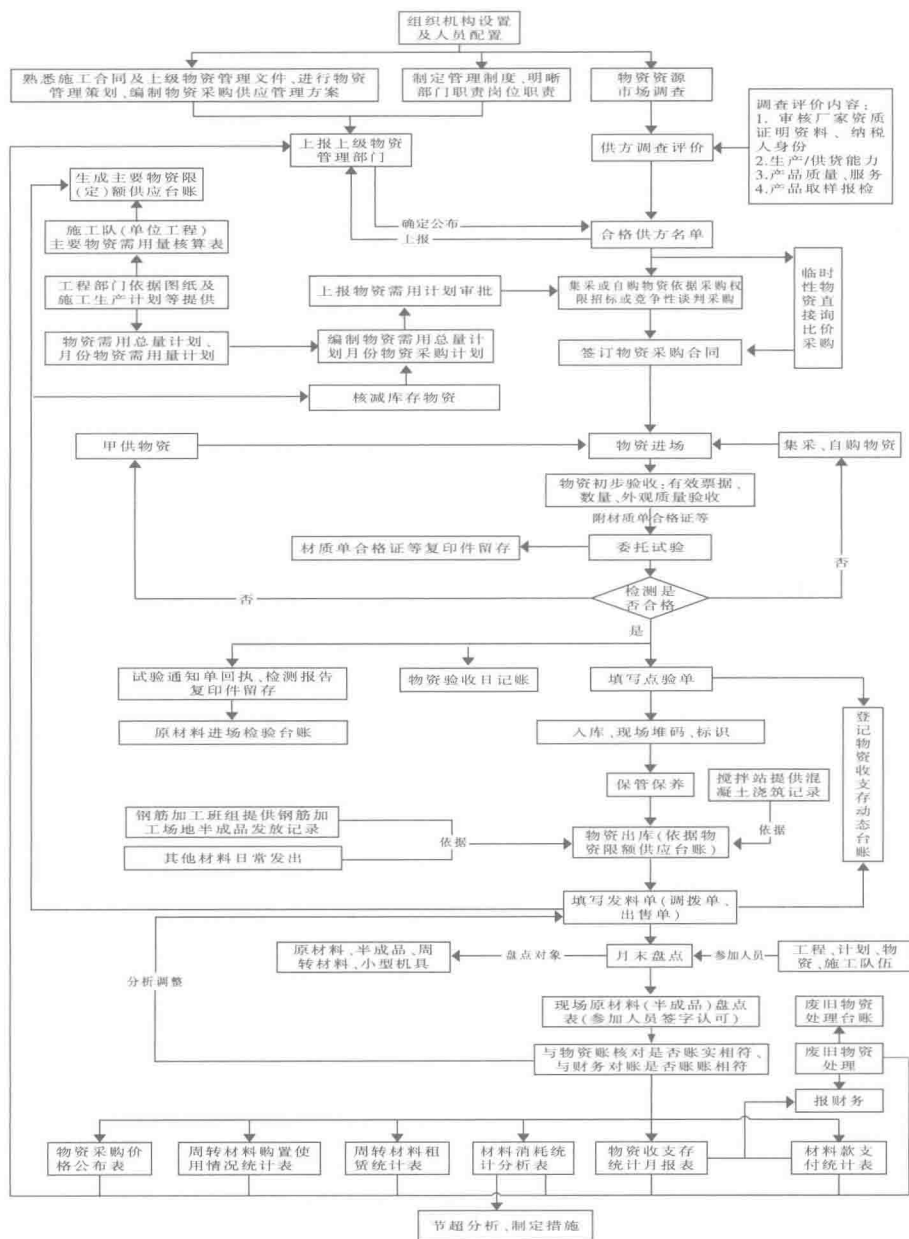 组织机构设置
及人员配置
熟悉施工合同及上级物资管理文件、进行物资
管理策划、编制物资采购供应管理方案
制定管理制度、明晰
部门职责岗位职责
物资资源
市场调查
调查评价内容：
1. 审核厂家资质
证明资料、纳税
人身份
2.生产/供货能力
3.产品质量、服务
4.产品取样报检
上报上级物资
管理部门
供方调查评价
生成主要物资限
(定)额供应台账
确定公布
上报
合格供方名单
施工队(单位工程)
主要物资需用量核算表
工程部门依据图纸及
施工生产计划等提供
上报物资需用计划审批
集采或自购物资依据采购权
限招标或竞争性谈判采购
临时
性物
资直
接询
比价
采购
物资需用总量计划、
月份物资需用量计划
编制物资需用总量计
划月份物资采购计划
签订物资采购合同
核减库存物资
甲供物资
物资进场
集采、自购物资
物资初步验收:有效票据、
数量、外观质量验收
附材质单合格证等
材质单合格证等复印件留存
委托试验
否
检测是
否合格
否
是
试验通知单回执、检测报告
复印件留存
物资验收日记账
填写点验单
原材料进场检验台账
入库、现场堆码、标识
登记物资收支存动态台账
保管保养
搅拌站提供混
凝土浇筑记录
钢筋加工班组提供钢筋加
工场地半成品发放记录
依据
物资出库(依据物
资限额供应台账)
依据
其他材料日常发出
填写发料单(调拨单、
出售单)
分析调整
原材料、半成品、周
转材料、小型机具
盘点对象
月末盘点
参加人员
工程、计划、物
资、施工队伍
现场原材料(半成品)盘点
表(参加人员签字认可)
废旧物资
处理台账
与物资账核对是否账实相符、
与财务对账是否账账相符
废旧物资
处理
报财务
物资采购价
格公布表
周转材料购置使
用情况统计表
周转材料租
赁统计表
材料消耗统
计分析表
物资收支存
统计月报表
材料款支
付统计表
节超分析、制定措施